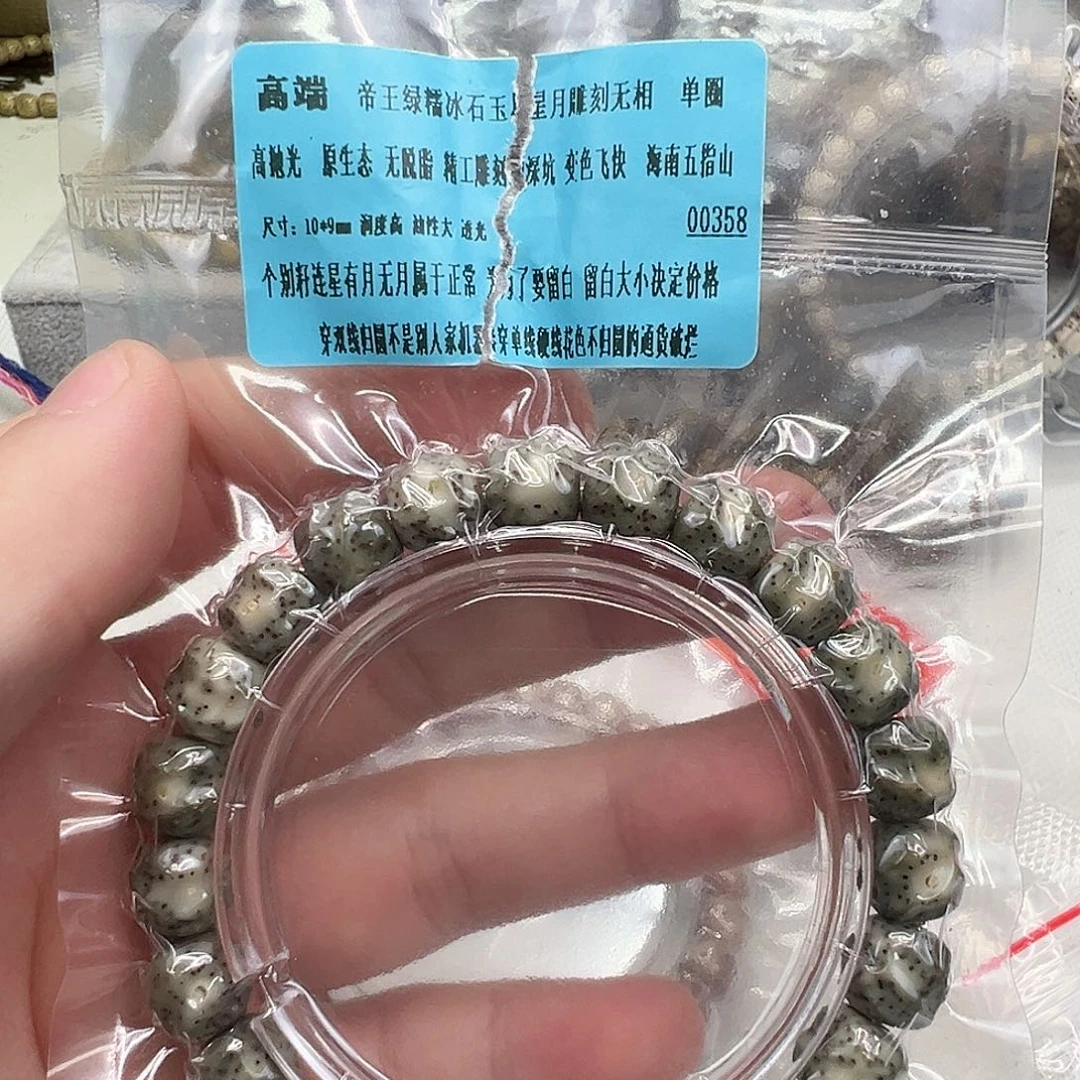 高端 帝王绿糯冰石玉 星月雕刻无相 单圈
高抛光 原生态 无脱脂 精工雕刻 深坑 变色飞快 海南五指山
尺寸：10*9mm 润度高 油性大 透光 00358
个别籽连星有月无月属于正常 了要留白 留白大小决定价格
穿双线归圆不是别人家机器 穿单线硬线花色不归圆的通货破烂